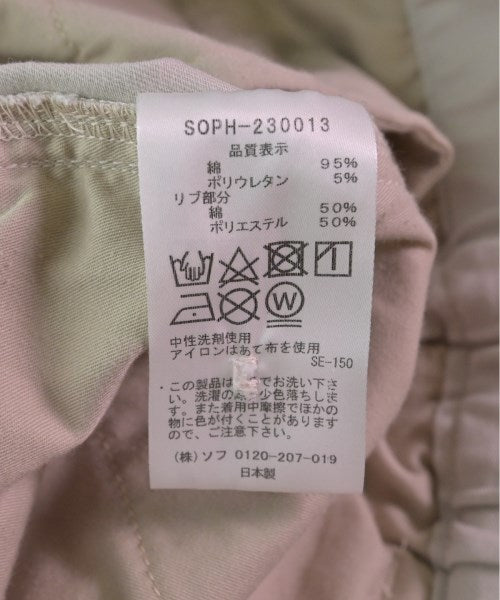 SOPH-230013
品質表示
綿 95%
ポリウレタン 5%
リブ部分
綿 50%
ポリエステル 50%
W
中性洗剤使用
アイロンはあて布を使用
SE-150
・この製品は でお洗い下さ
い。洗濯の 少色落ちしま
す。また着用中摩擦でほかの
物に色が付くことがあります
ので、ご注意下さい。
(株)ソフ 0120-207-019
日本製